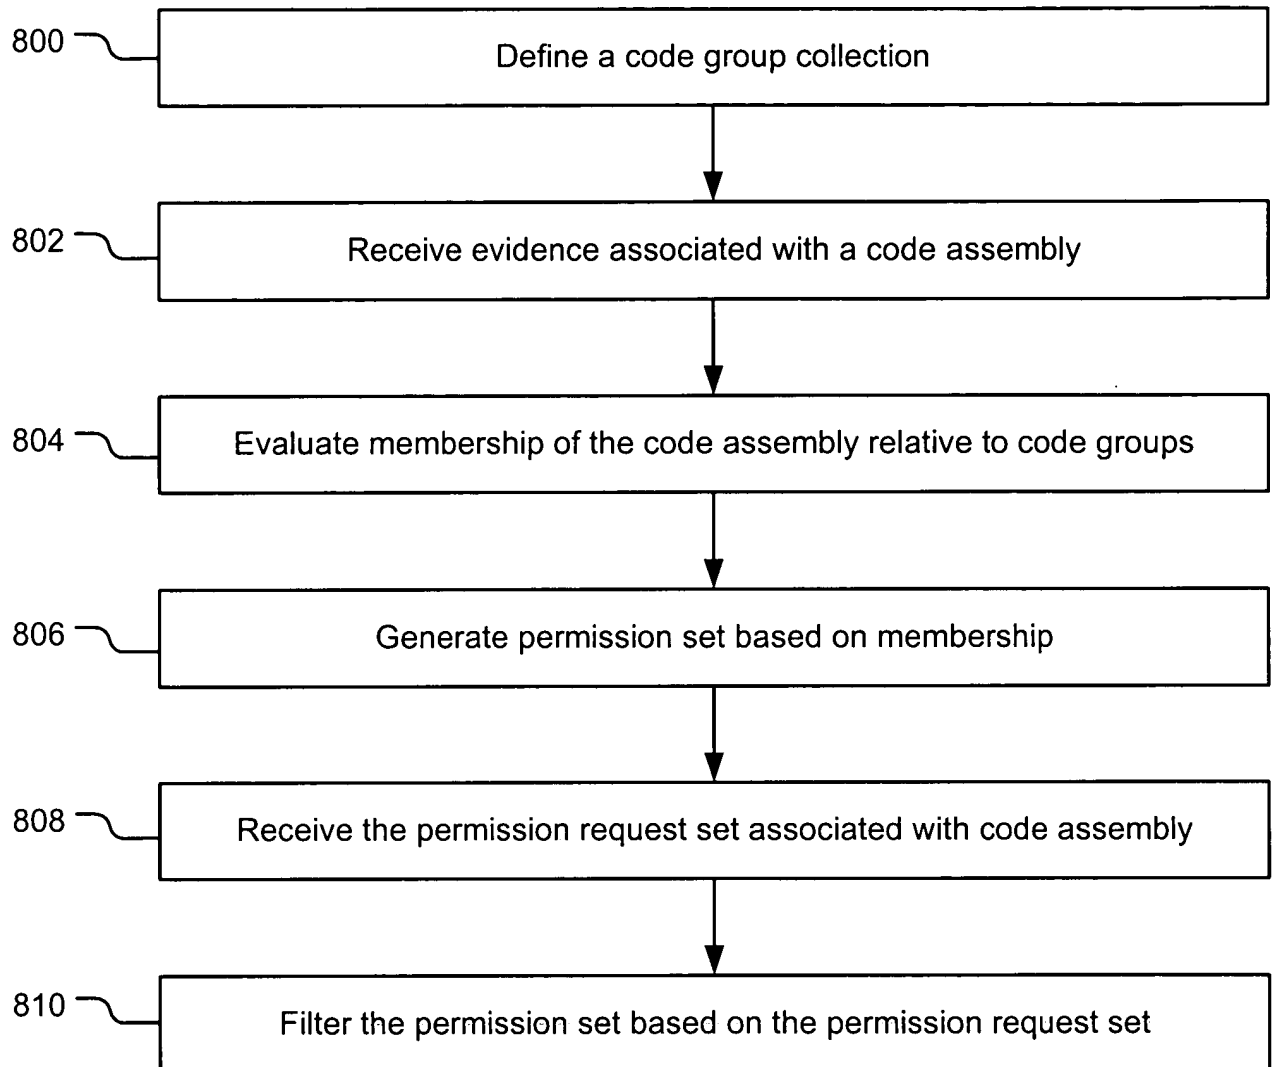 800
Define a code group collection
802
Receive evidence associated with a code assembly
804
Evaluate membership of the code assembly relative to code groups
806
Generate permission set based on membership
808
Receive the permission request set associated with code assembly
810
Filter the permission set based on the permission request set